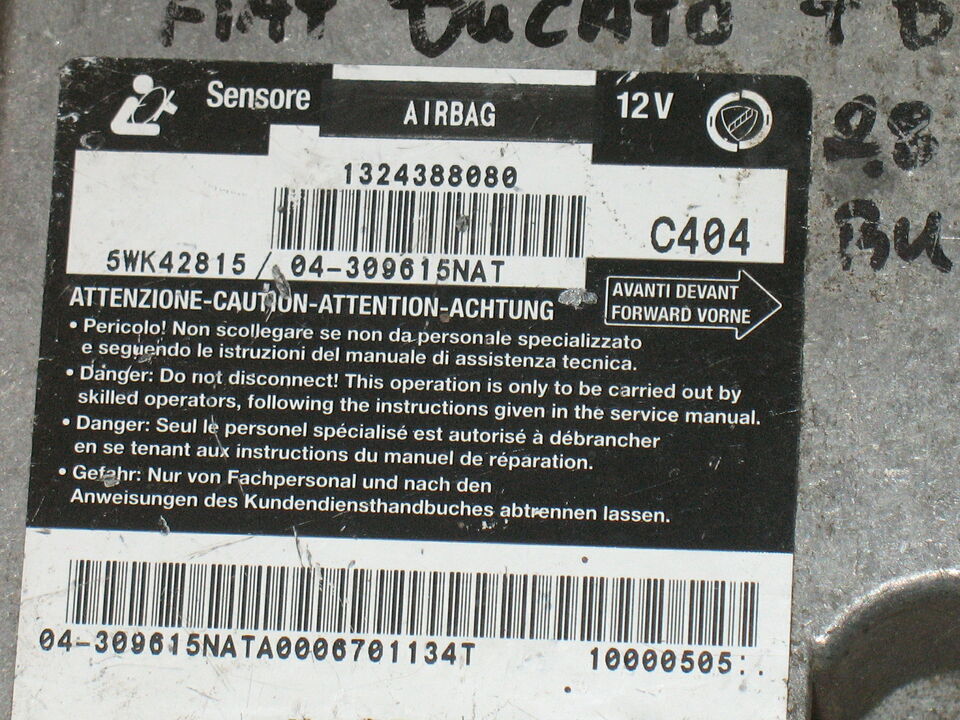 FIAT DUCATO
Sensore AIRBAG 12V
2.8
1324388080
C404
BU
5WK42815 / 04-309615NAT
ATTENZIONE-CAUTION-ATTENTION-ACHTUNG
AVANTI DEVANT
FORWARD VORNE
• Pericolo! Non scollegare se non da personale specializzato
e seguendo le istruzioni del manuale di assistenza tecnica.
• Danger: Do not disconnect! This operation is only to be carried out by
skilled operators, following the instructions given in the service manual.
• Danger: Seul le personel spécialisé est autorisé à débrancher
en se tenant aux instructions du manuel de réparation.
• Gefahr: Nur von Fachpersonal und nach den
Anweisungen des Kundendiensthandbuches abtrennen lassen.
04-309615NATA0006701134T 10000505:.